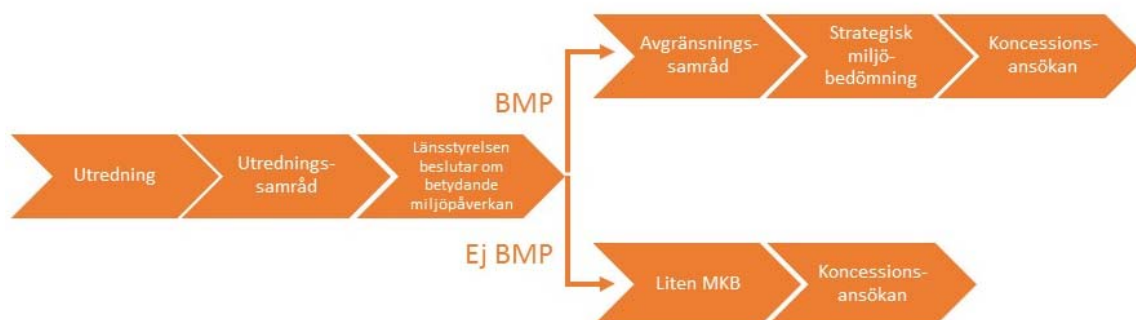 Utredning
Utrednings-
samråd
Länsstyrelsen
beslutar om
betydande
miljöpåverkan
BMP
Avgränsnings-
samråd
Strategisk
miljö-
bedömning
Koncessions-
ansökan
Ej BMP
Liten MKB
Koncessions-
ansökan